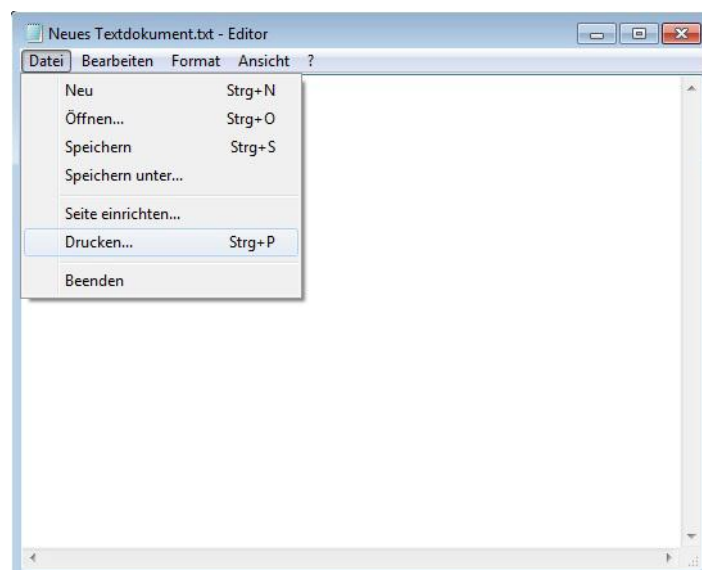 Neues Textdokument.txt - Editor
Datei Bearbeiten Format Ansicht ?
Neu Strg+N
Öffnen... Strg+O
Speichern Strg+S
Speichern unter...
Seite einrichten...
Drucken... Strg+P
Beenden